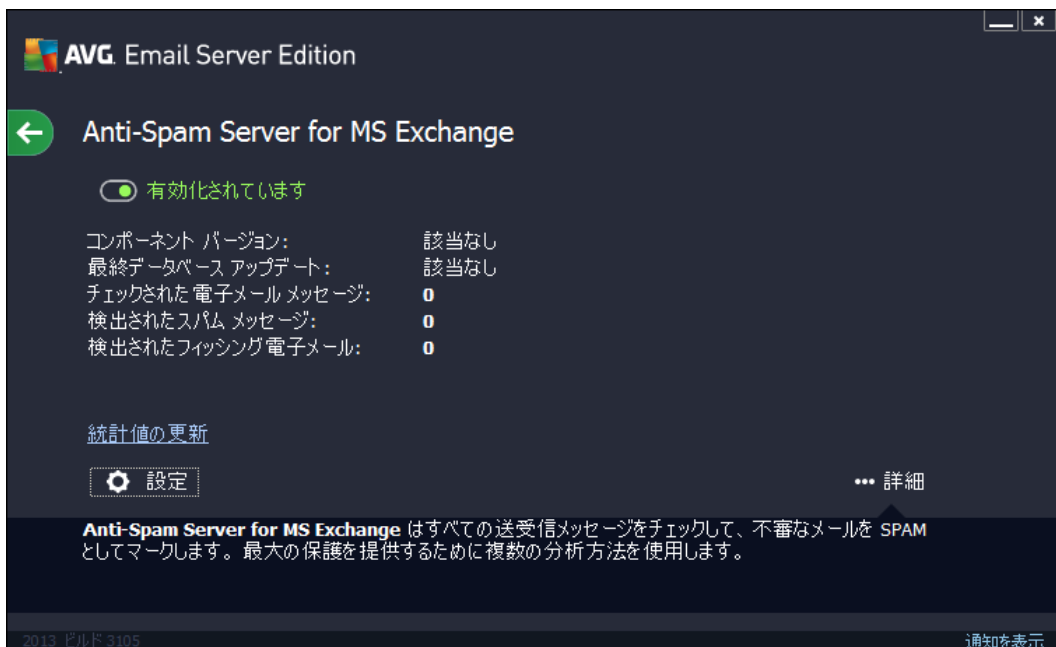 AVG. Email Server Edition
Anti-Spam Server for MS Exchange
有効化されています
コンポーネント バージョン: 該当なし
最終データベース アップデート: 該当なし
チェックされた電子メール メッセージ: 0
検出されたスパム メッセージ: 0
検出されたフィッシング電子メール: 0
統計値の更新
設定
••• 詳細
Anti-Spam Server for MS Exchange はすべての送受信メッセージをチェックして、不審なメールを SPAM
としてマークします。最大の保護を提供するために複数の分析方法を使用します。
2013 ビルド 3105
通知を表示